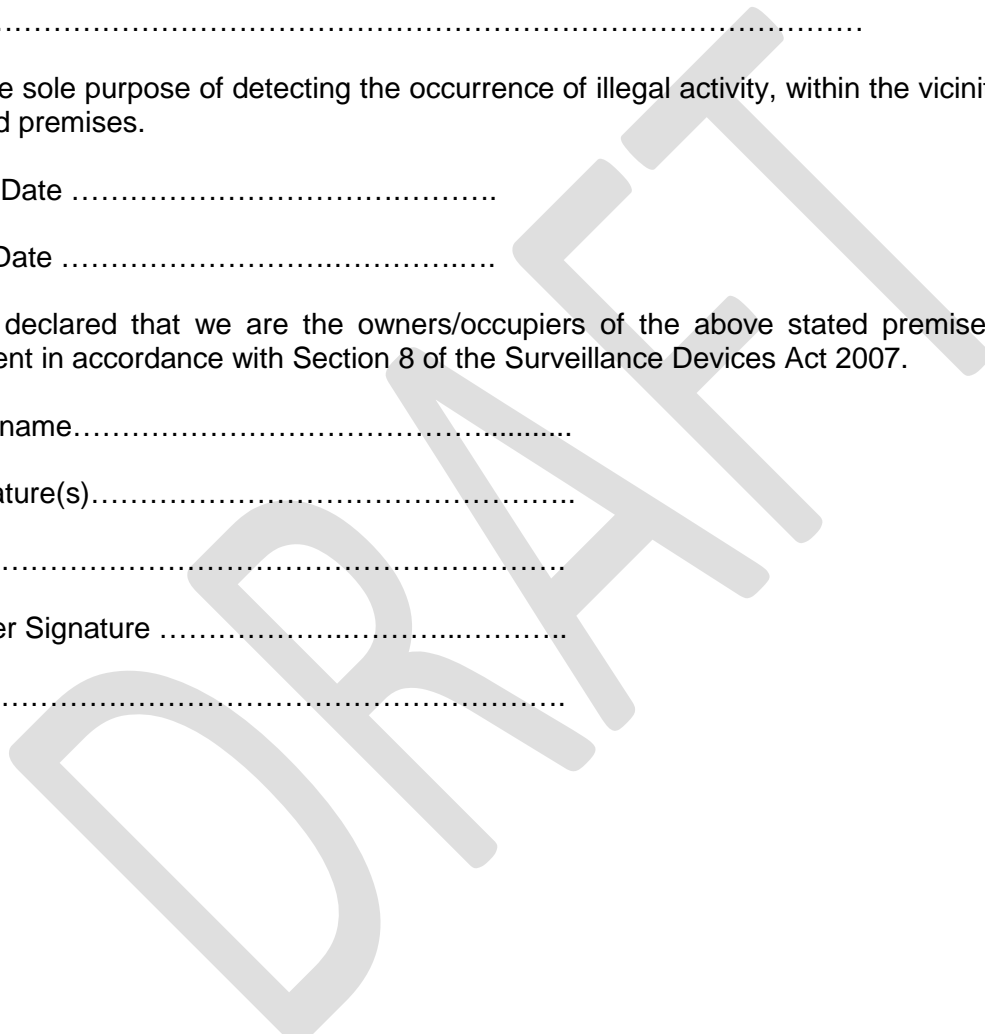 ……………………………………………………………………………
e sole purpose of detecting the occurrence of illegal activity, within the vicinit
d premises.
Date …………………………………….
Date …………………………………….
declared that we are the owners/occupiers of the above stated premise
ent in accordance with Section 8 of the Surveillance Devices Act 2007.
name……………………………………...........
ature(s)…………………………………………..
………………………………………………….
er Signature ……………………………………..
………………………………………………….
DRAFT